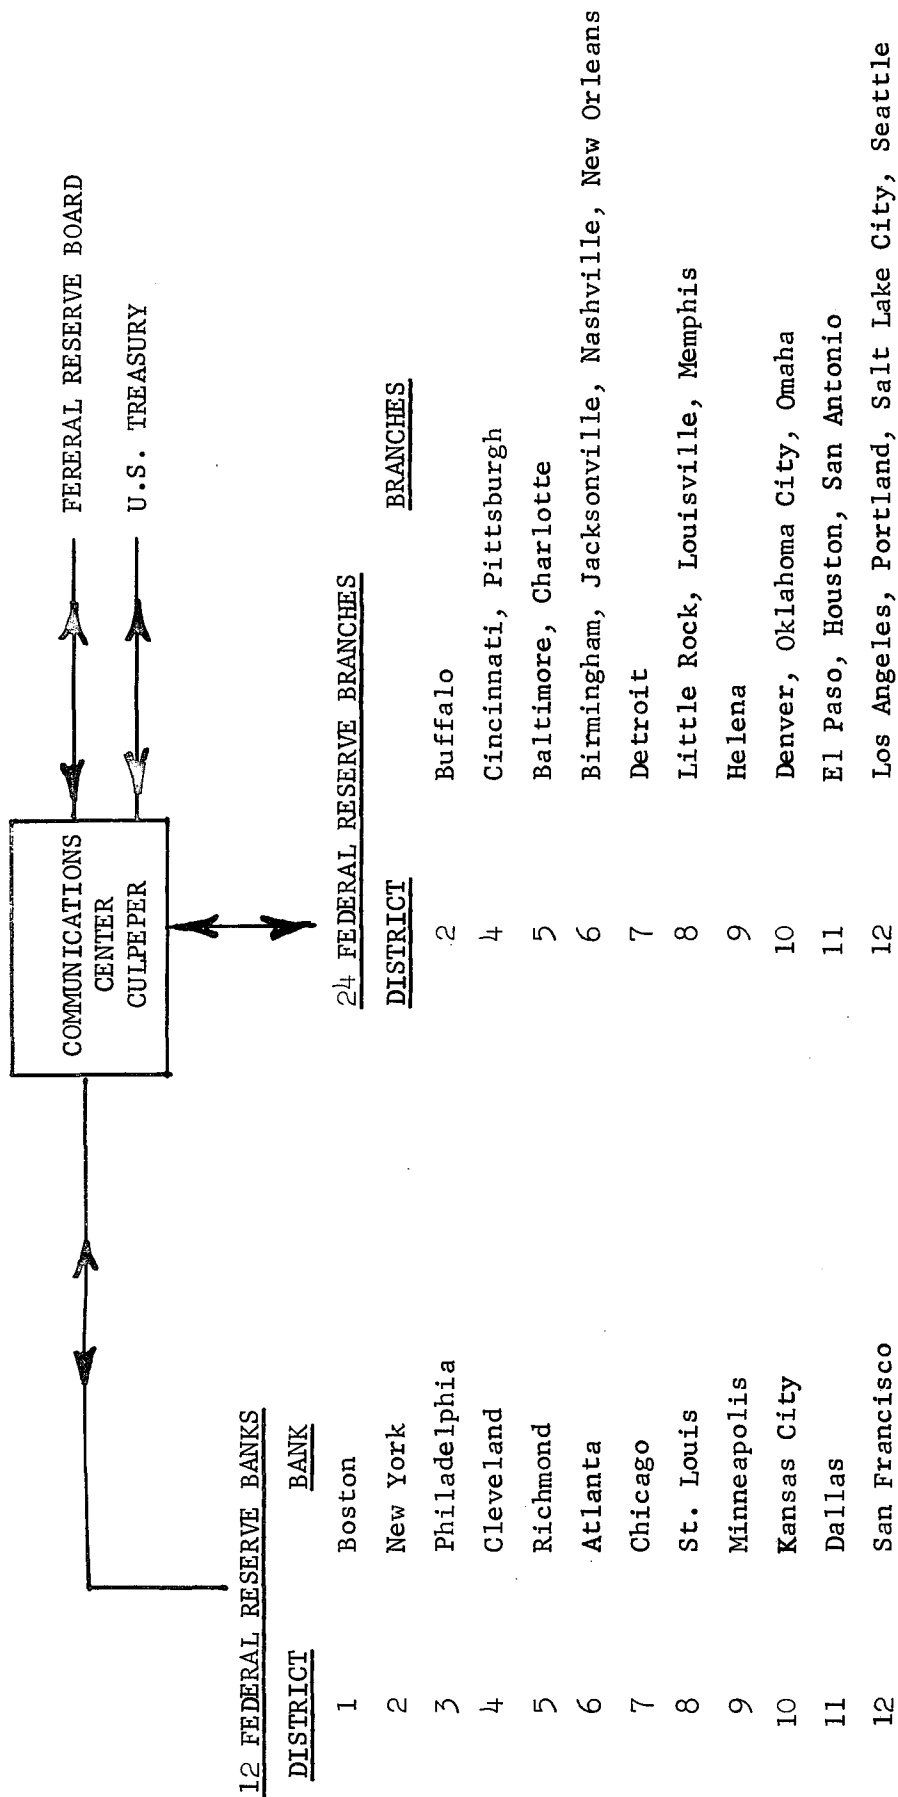 COMMUNICATIONS
CENTER
CULPEPER
FERERAL RESERVE BOARD
U.S. TREASURY
12 FEDERAL RESERVE BANKS
DISTRICT BANK
1 Boston
2 New York
3 Philadelphia
4 Cleveland
5 Richmond
6 Atlanta
7 Chicago
8 St. Louis
9 Minneapolis
10 Kansas City
11 Dallas
12 San Francisco
24 FEDERAL RESERVE BRANCHES
DISTRICT BRANCHES
2 Buffalo
4 Cincinnati, Pittsburgh
5 Baltimore, Charlotte
6 Birmingham, Jacksonville, Nashville, New Orleans
7 Detroit
8 Little Rock, Louisville, Memphis
9 Helena
10 Denver, Oklahoma City, Omaha
11 El Paso, Houston, San Antonio
12 Los Angeles, Portland, Salt Lake City, Seattle